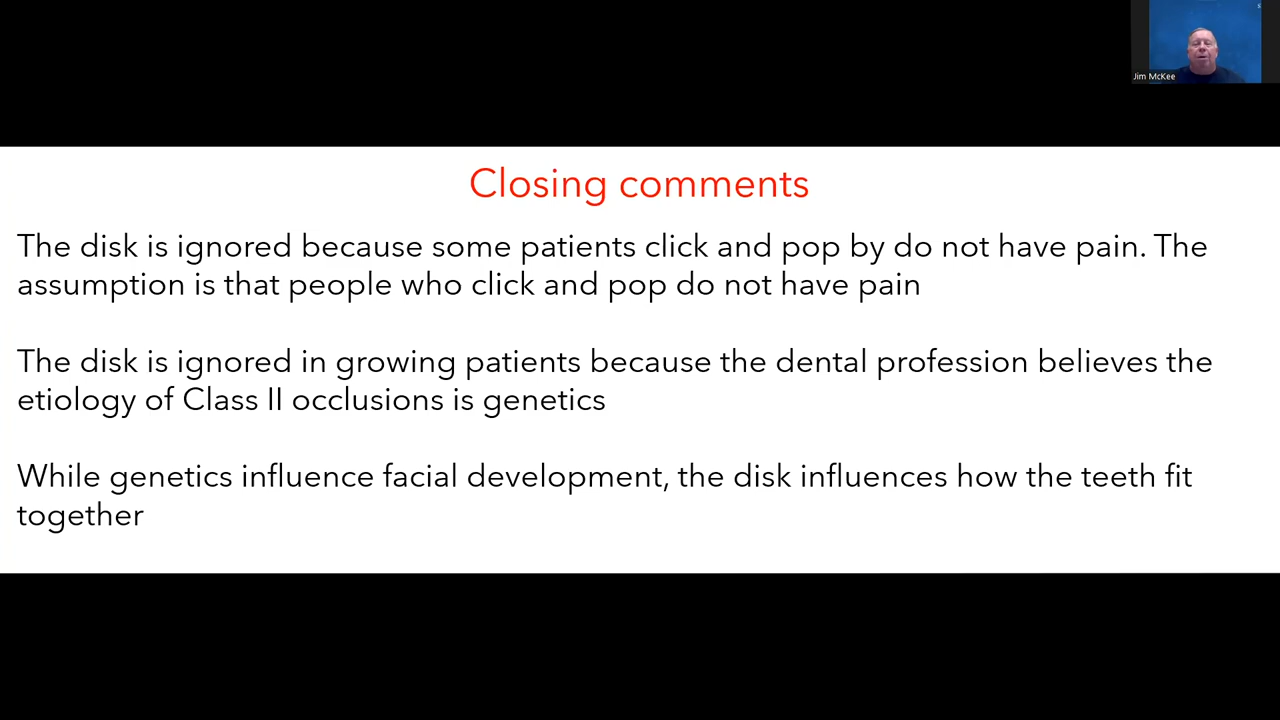 Jim McKee
Closing comments
The disk is ignored because some patients click and pop by do not have pain. The
assumption is that people who click and pop do not have pain
The disk is ignored in growing patients because the dental profession believes the
etiology of Class II occlusions is genetics
While genetics influence facial development, the disk influences how the teeth fit
together